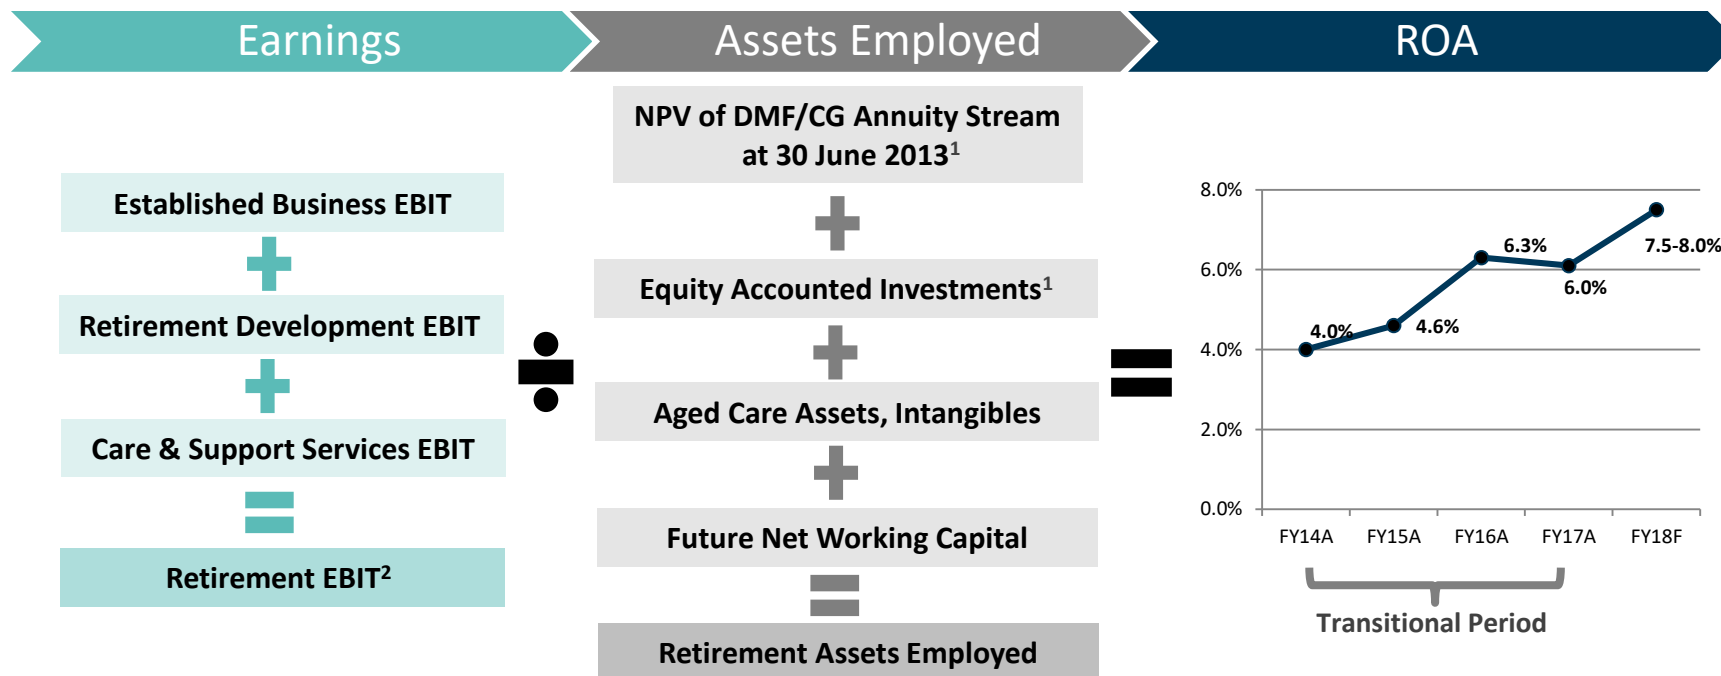 Earnings
Assets Employed
ROA
Established Business EBIT
Retirement Development EBIT
Care & Support Services EBIT
Retirement EBIT²
NPV of DMF/CG Annuity Stream
at 30 June 2013¹
Equity Accounted Investments¹
Aged Care Assets, Intangibles
Future Net Working Capital
Retirement Assets Employed
8.0%
6.0%
4.0%
2.0%
0.0%
4.0%
4.6%
6.3%
6.0%
7.5-8.0%
FY14A FY15A FY16A FY17A FY18F
Transitional Period